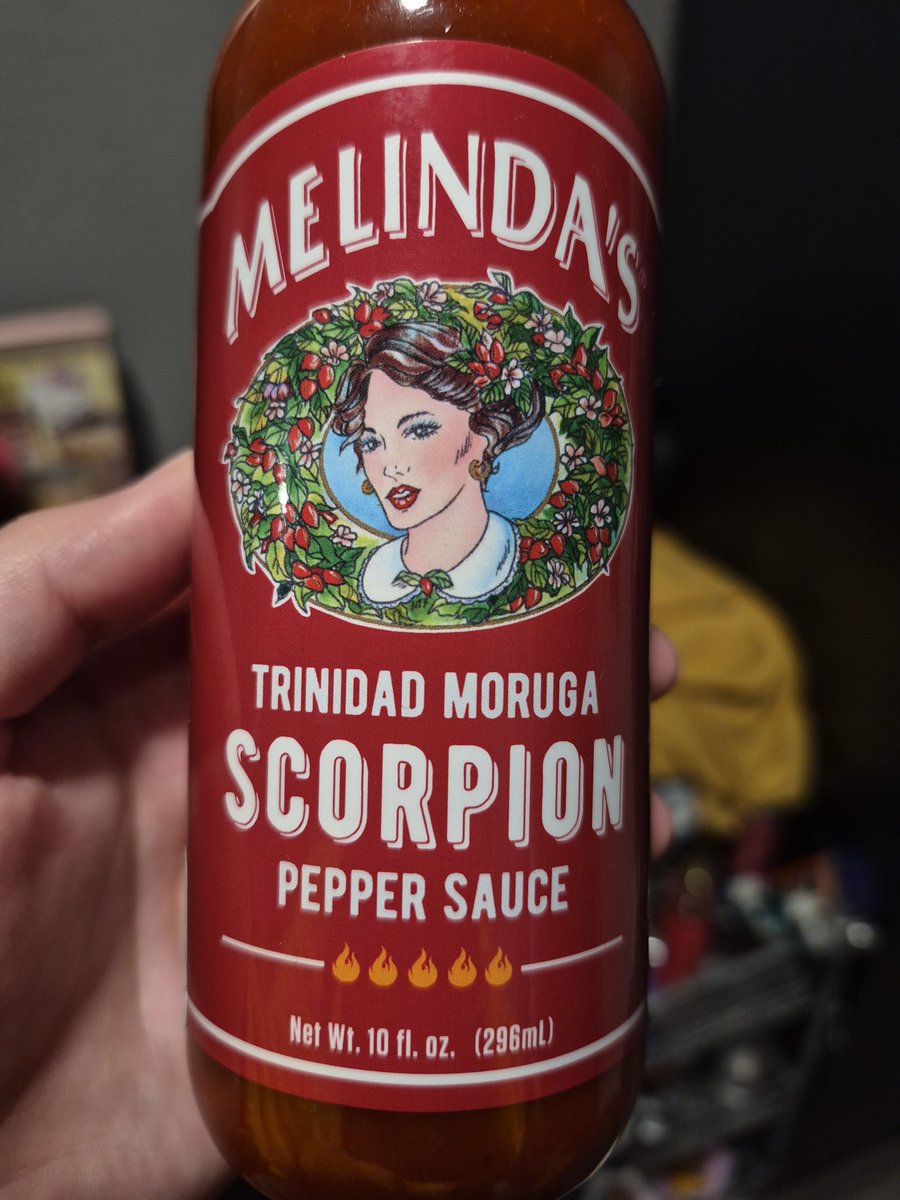 MELINDA'S®
TRINIDAD MORUGA
SCORPION
PEPPER SAUCE
Net Wt. 10 fl. oz. (296mL)